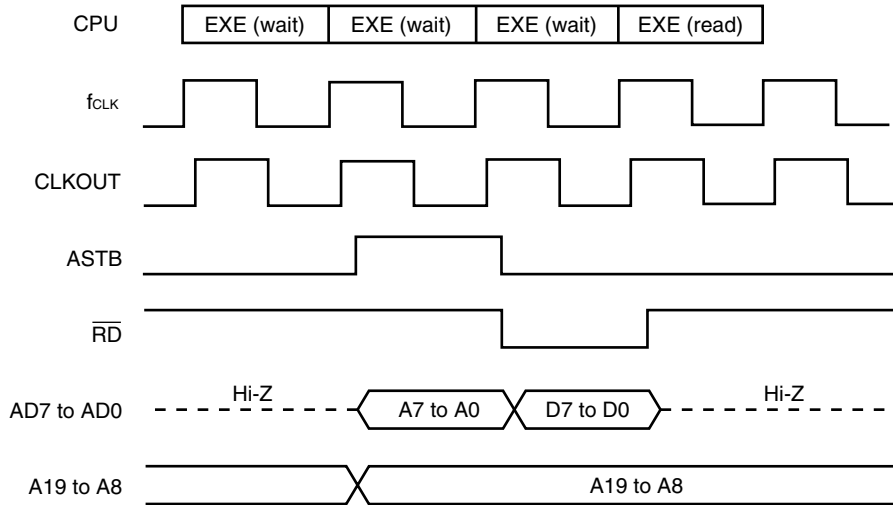 CPU EXE (wait) EXE (wait) EXE (wait) EXE (read)
fCLK
CLKOUT
ASTB
R̅D̅
AD7 to AD0 Hi-Z A7 to A0 D7 to D0 Hi-Z
A19 to A8 A19 to A8